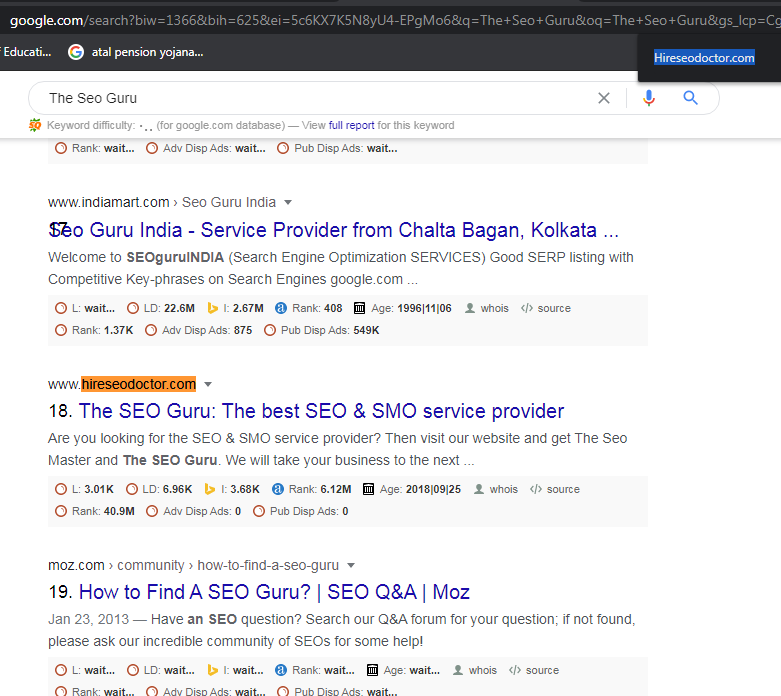 google.com/search?biw=1366&bih=625&ei=5c6KX7K5N8yU4-EPgMo6&q=The+Seo+Guru&oq=The+Seo+Guru&gs_lcp=Cg
Educati... atal pension yojana...
Hireseodoctor.com
The Seo Guru
Keyword difficulty: ... (for google.com database) — View full report for this keyword
Rank: wait... Adv Disp Ads: wait... Pub Disp Ads: wait...
www.indiamart.com › Seo Guru India
17. Seo Guru India - Service Provider from Chalta Bagan, Kolkata ...
Welcome to SEOguruINDIA (Search Engine Optimization SERVICES) Good SERP listing with
Competitive Key-phrases on Search Engines google.com ...
L: wait... LD: 22.6M I: 2.67M Rank: 408 Age: 1996|11|06 whois source
Rank: 1.37K Adv Disp Ads: 875 Pub Disp Ads: 549K
www.hireseodoctor.com
18. The SEO Guru: The best SEO & SMO service provider
Are you looking for the SEO & SMO service provider? Then visit our website and get The Seo
Master and The SEO Guru. We will take your business to the next ...
L: 3.01K LD: 6.96K I: 3.68K Rank: 6.12M Age: 2018|09|25 whois source
Rank: 40.9M Adv Disp Ads: 0 Pub Disp Ads: 0
moz.com › community › how-to-find-a-seo-guru
19. How to Find A SEO Guru? | SEO Q&A | Moz
Jan 23, 2013 — Have an SEO question? Search our Q&A forum for your question; if not found,
please ask our incredible community of SEOs for some help!
L: wait... LD: wait... I: wait... Rank: wait... Age: wait... whois source
Rank: wait... Adv Disp Ads: wait... Pub Disp Ads: wait...